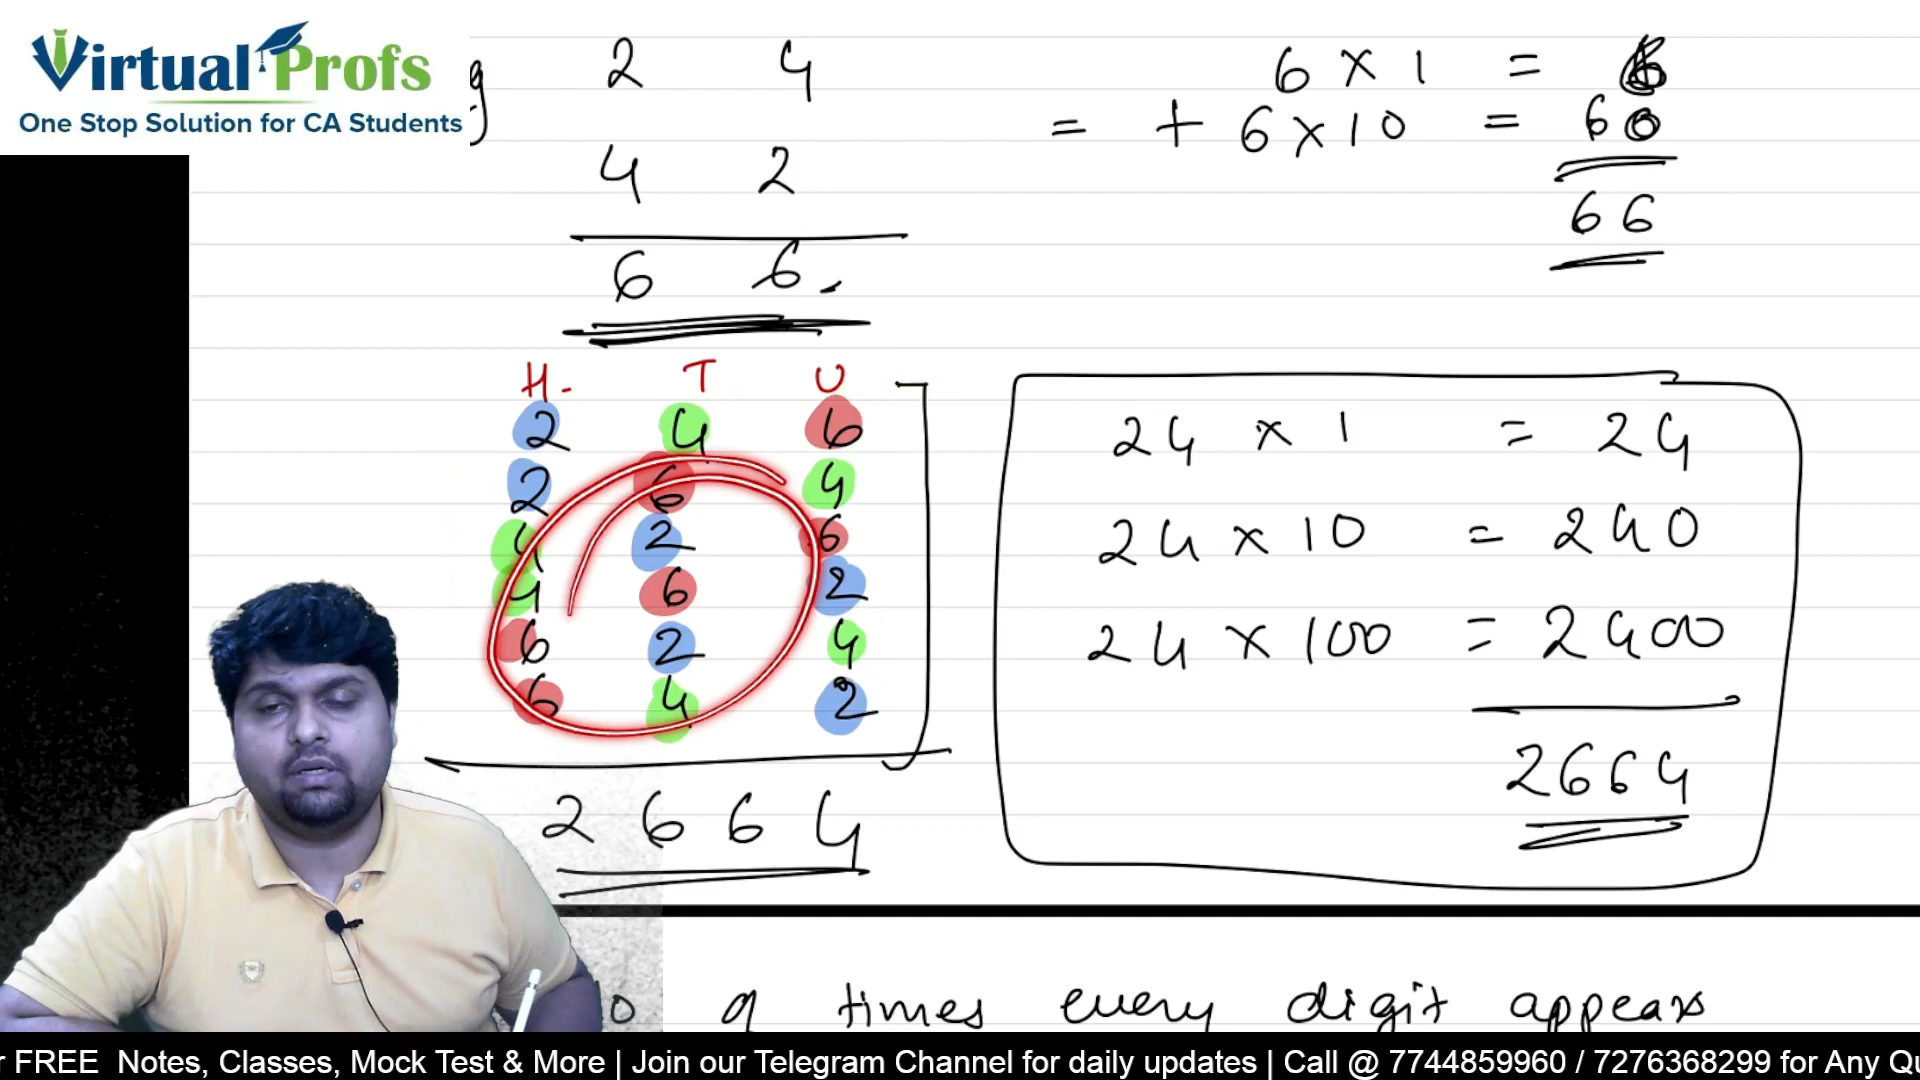 Virtual Profs
One Stop Solution for CA Students
2 4
4 2
6 6.
6 × 1 = 6
= + 6 × 10 = 60
66
H. T U
2 4 6
2 6 4
4 2 6
4 6 2
6 2 4
6 4 2
2 6 6 4
24 × 1 = 24
24 × 10 = 240
24 × 100 = 2400
2664
times every digit appears
r FREE Notes, Classes, Mock Test & More | Join our Telegram Channel for daily updates | Call @ 7744859960 / 7276368299 for Any Qu